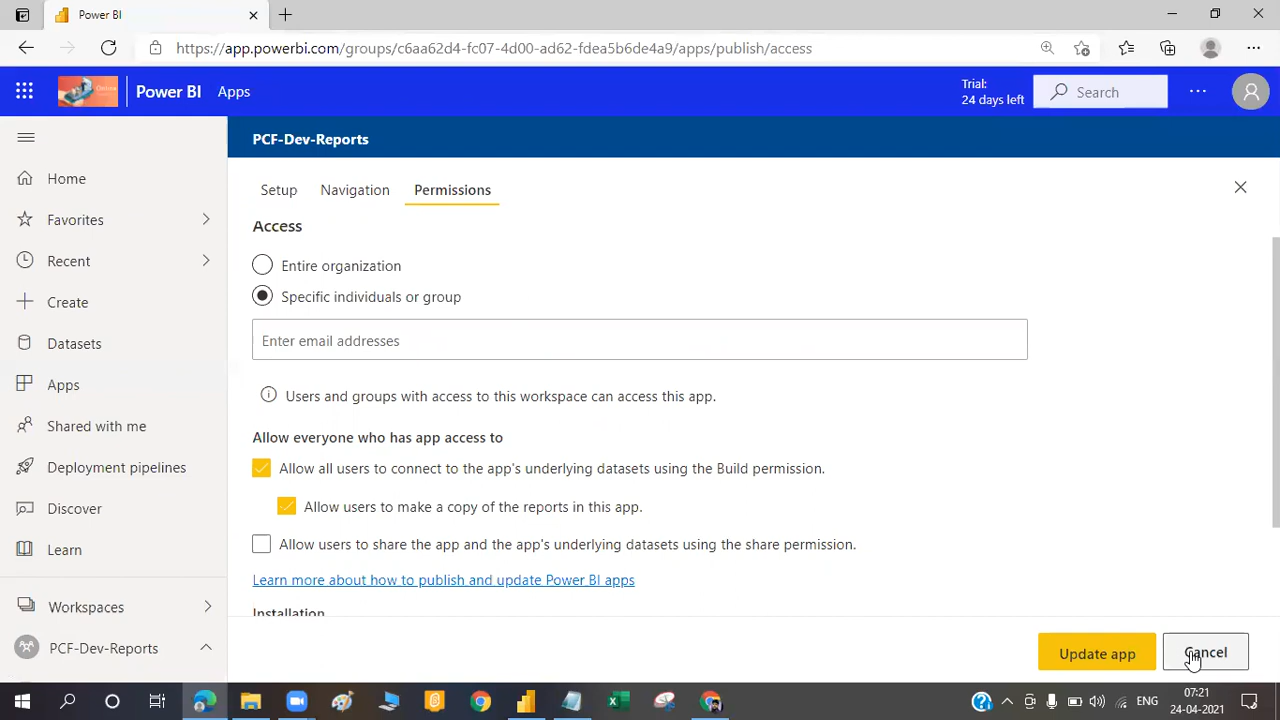 Power BI
https://app.powerbi.com/groups/c6aa62d4-fc07-4d00-ad62-fdea5b6de4a9/apps/publish/access
Power BI Apps
Trial:
24 days left
Search
PCF-Dev-Reports
Home
Favorites
Recent
Create
Datasets
Apps
Shared with me
Deployment pipelines
Discover
Learn
Workspaces
PCF-Dev-Reports
Setup Navigation Permissions
Access
Entire organization
Specific individuals or group
Enter email addresses
Users and groups with access to this workspace can access this app.
Allow everyone who has app access to
Allow all users to connect to the app's underlying datasets using the Build permission.
Allow users to make a copy of the reports in this app.
Allow users to share the app and the app's underlying datasets using the share permission.
Learn more about how to publish and update Power BI apps
Installation
Update app Cancel
ENG
07:21
24-04-2021